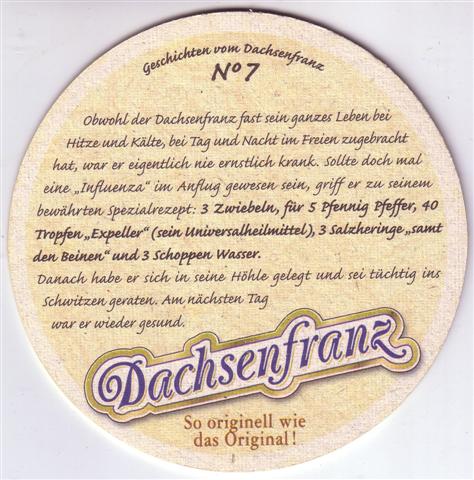 Geschichten vom Dachsenfranz
No 7
Obwohl der Dachsenfranz fast sein ganzes Leben bei
Hitze und Kälte, bei Tag und Nacht im Freien zugebracht
hat, war er eigentlich nie ernstlich krank. Sollte doch mal
eine „Influenza“ im Anflug gewesen sein, griff er zu seinem
bewährten Spezialrezept: 3 Zwiebeln, für 5 Pfennig Pfeffer, 40
Tropfen „Expeller“ (sein Universalheilmittel), 3 Salzheringe „samt
den Beinen“ und 3 Schoppen Wasser.
Danach habe er sich in seine Höhle gelegt und sei tüchtig ins
Schwitzen geraten. Am nächsten Tag
war er wieder gesund.
Dachsenfranz
So originell wie
das Original!